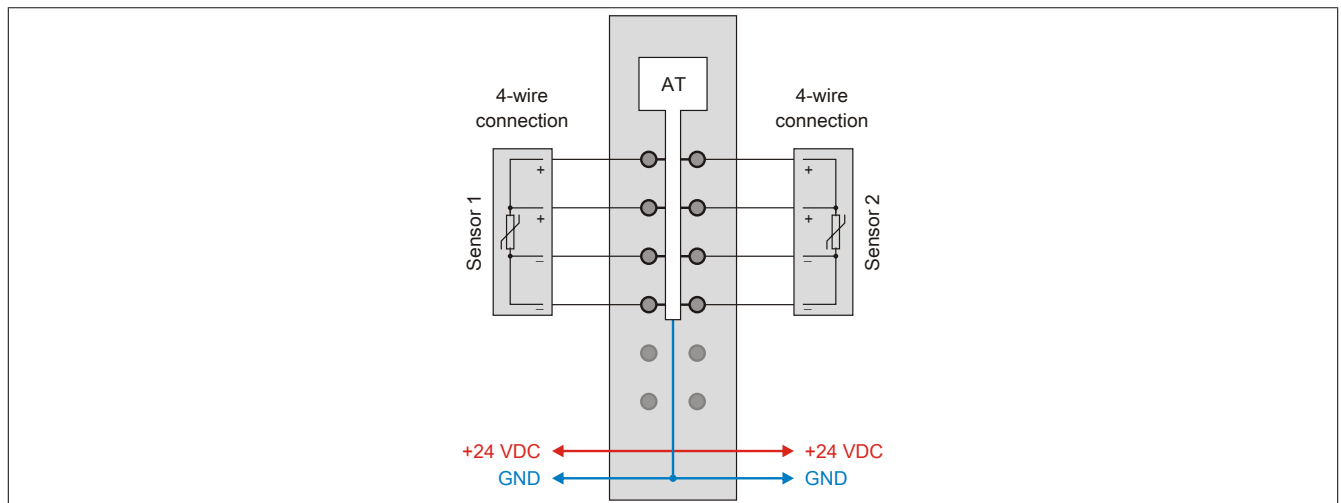 AT
4-wire
connection
4-wire
connection
Sensor 1
+
+
–
–
+
+
–
–
Sensor 2
+24 VDC
+24 VDC
GND
GND